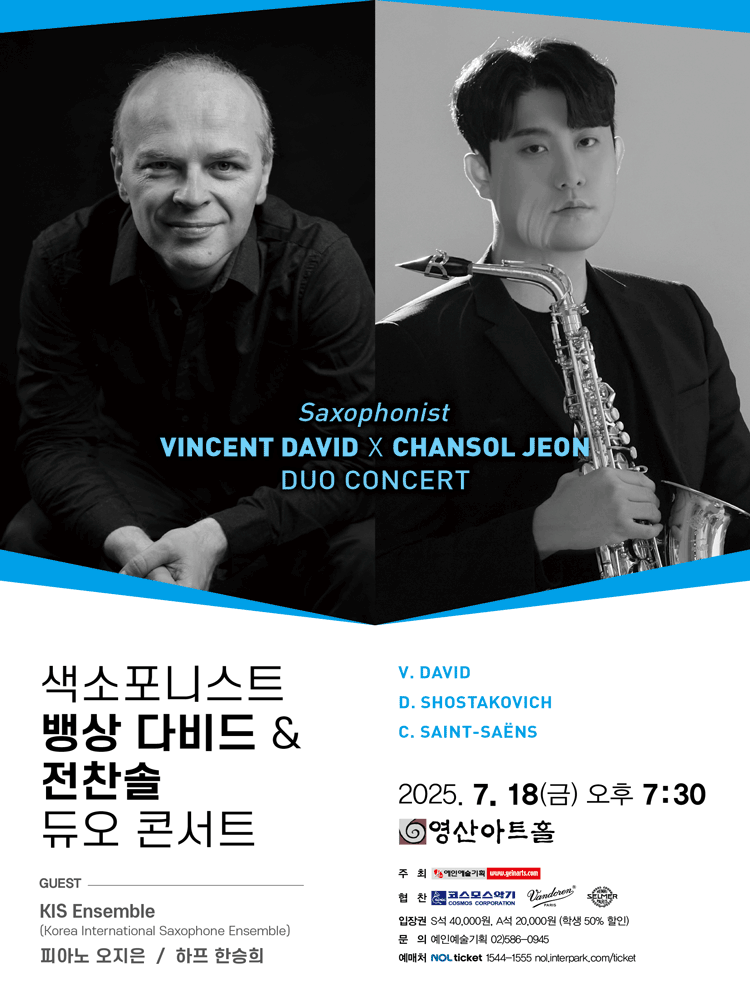 Saxophonist
VINCENT DAVID X CHANSOL JEON
DUO CONCERT
색소포니스트
뱅상 다비드 &
전찬솔
듀오 콘서트
GUEST
KIS Ensemble
(Korea International Saxophone Ensemble)
피아노 오지은 / 하프 한승희
V. DAVID
D. SHOSTAKOVICH
C. SAINT-SAËNS
2025. 7. 18(금) 오후 7:30
영산아트홀
주 최 예인예술기획 www.yeinarts.com
협 찬 코스모스악기 COSMOS CORPORATION Vandoren PARIS HENRI SELMER PARIS
입장권 S석 40,000원, A석 20,000원 (학생 50% 할인)
문 의 예인예술기획 02)586-0945
예매처 NOL ticket 1544-1555 nol.interpark.com/ticket